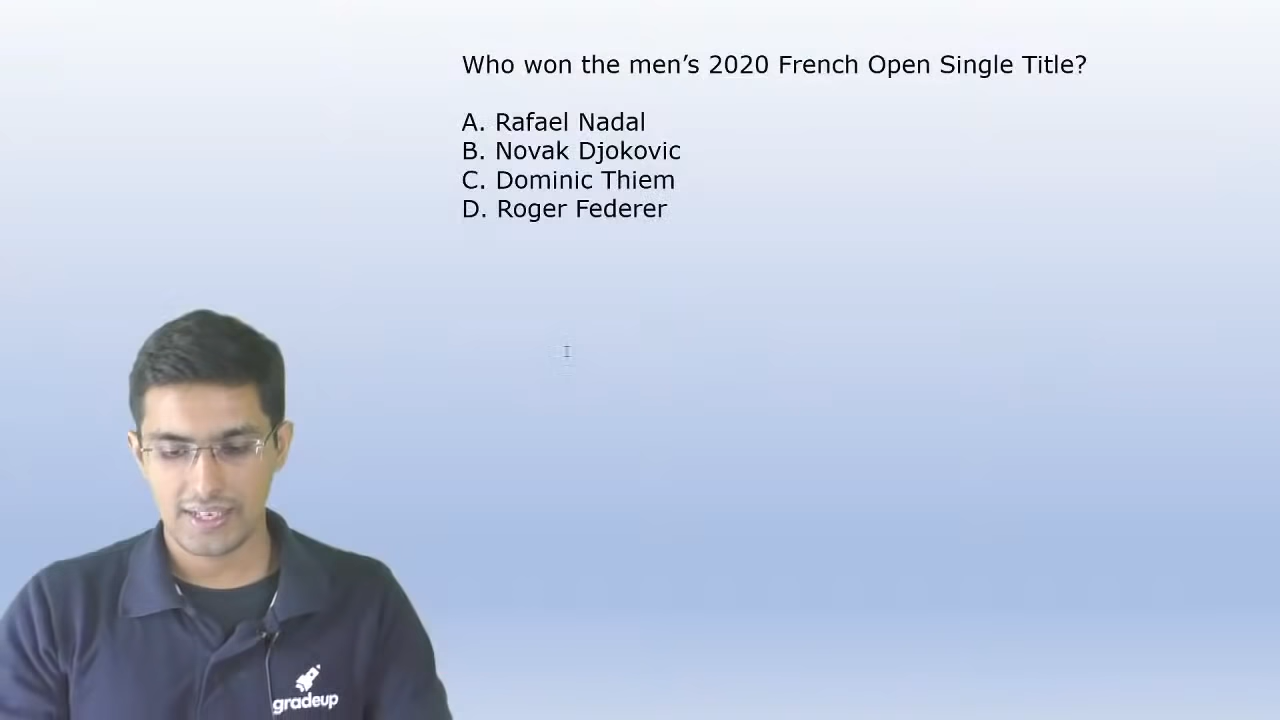 Who won the men’s 2020 French Open Single Title?
A. Rafael Nadal
B. Novak Djokovic
C. Dominic Thiem
D. Roger Federer
gradeup